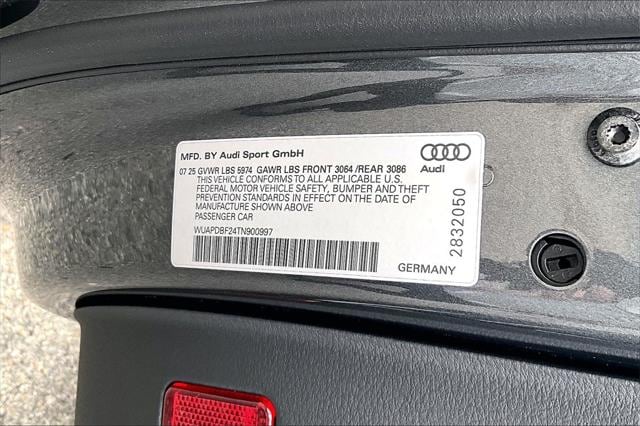 MFD. BY Audi Sport GmbH
07 25 GVWR LBS 5974 GAWR LBS FRONT 3064 /REAR 3086
THIS VEHICLE CONFORMS TO ALL APPLICABLE U.S.
FEDERAL MOTOR VEHICLE SAFETY, BUMPER AND THEFT
PREVENTION STANDARDS IN EFFECT ON THE DATE OF
MANUFACTURE SHOWN ABOVE
PASSENGER CAR
WUAPDBF24TN900997
Audi
2832050
GERMANY